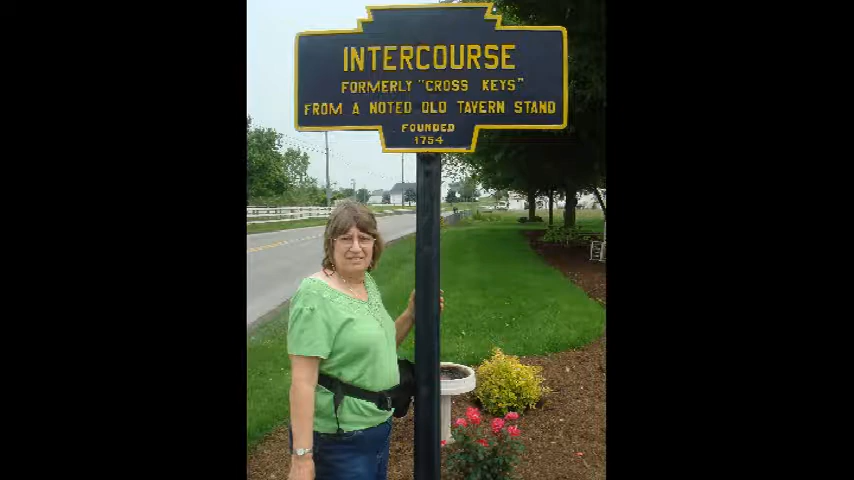 INTERCOURSE
FORMERLY "CROSS KEYS"
FROM A NOTED OLD TAVERN STAND
FOUNDED
1754